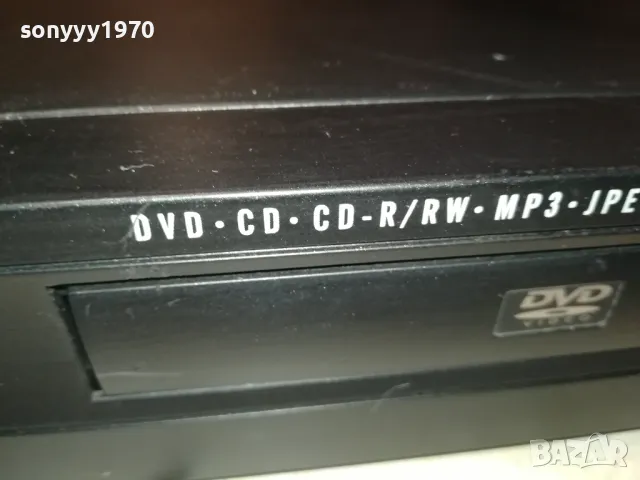 sonyyy1970
DVD·CD·CD-R/RW·MP3·JPE
DVD
VIDEO
BAZAR